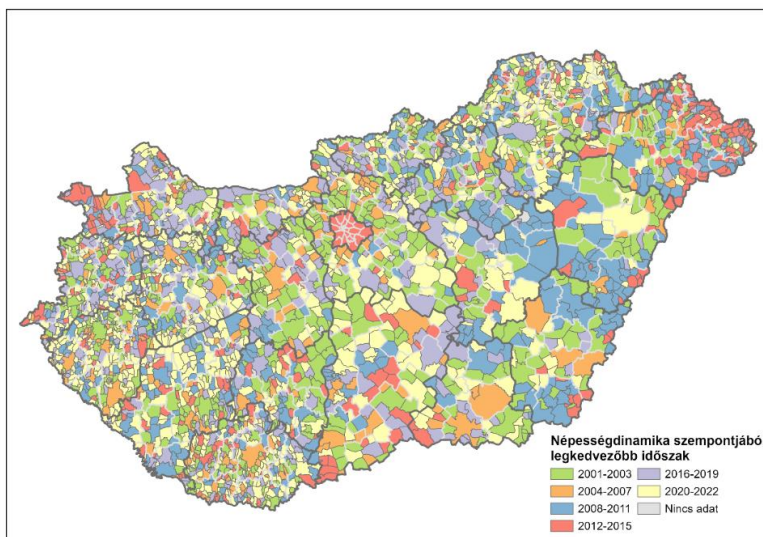 Népességdinamika szempontjábó
legkedvezőbb időszak
2001-2003
2004-2007
2008-2011
2012-2015
2016-2019
2020-2022
Nincs adat